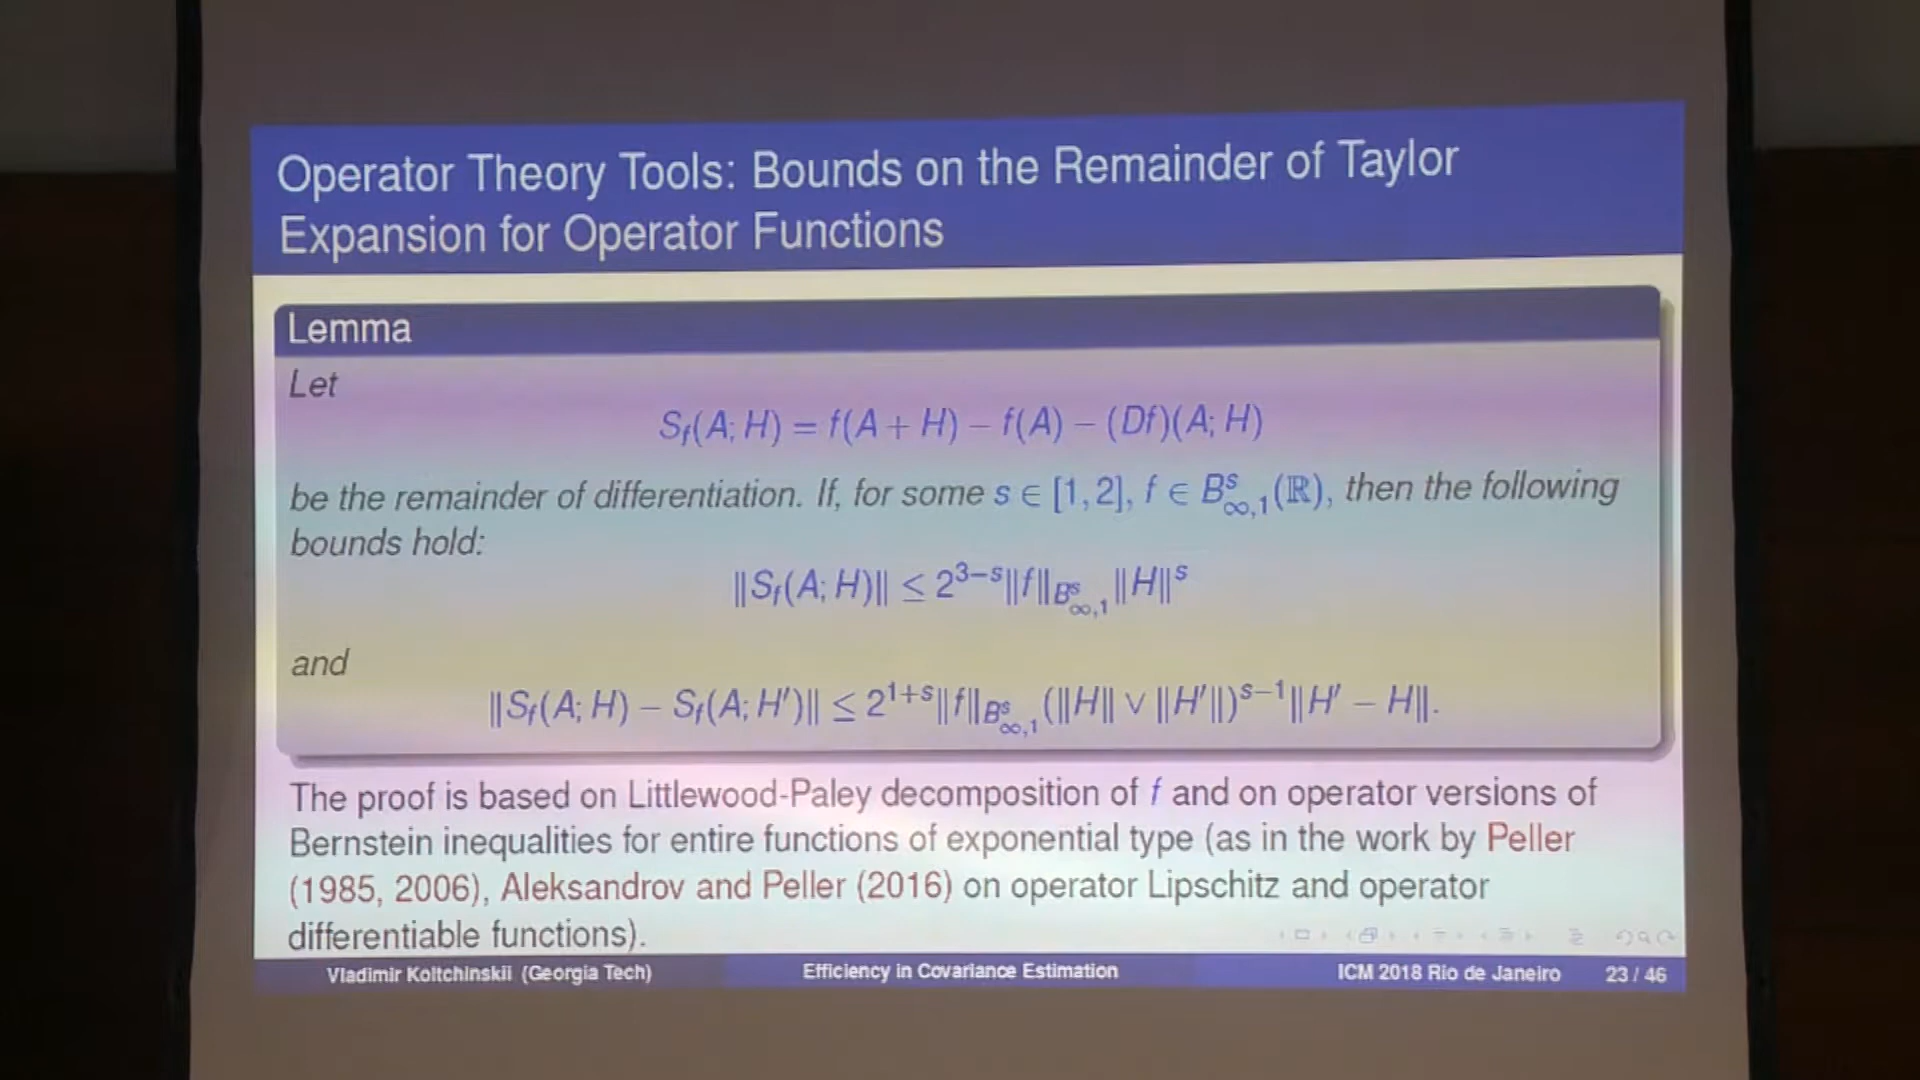 Operator Theory Tools: Bounds on the Remainder of Taylor
Expansion for Operator Functions
Lemma
Let
S_f(A; H) = f(A + H) − f(A) − (Df)(A; H)
be the remainder of differentiation. If, for some s ∈ [1, 2], f ∈ B^s_{∞,1}(ℝ), then the following
bounds hold:
‖S_f(A; H)‖ ≤ 2^{3−s}‖f‖_{B^s_{∞,1}}‖H‖^s
and
‖S_f(A; H) − S_f(A; H′)‖ ≤ 2^{1+s}‖f‖_{B^s_{∞,1}}(‖H‖ ∨ ‖H′‖)^{s−1}‖H′ − H‖.
The proof is based on Littlewood-Paley decomposition of f and on operator versions of
Bernstein inequalities for entire functions of exponential type (as in the work by Peller
(1985, 2006), Aleksandrov and Peller (2016) on operator Lipschitz and operator
differentiable functions).
Vladimir Koltchinskii (Georgia Tech) Efficiency in Covariance Estimation ICM 2018 Rio de Janeiro 23 / 46